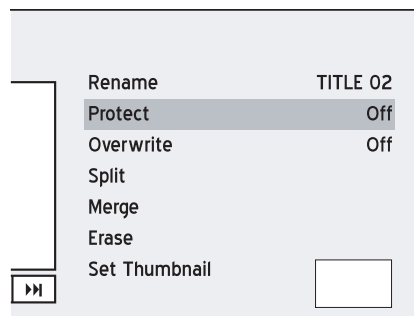 Rename TITLE 02
Protect Off
Overwrite Off
Split
Merge
Erase
Set Thumbnail